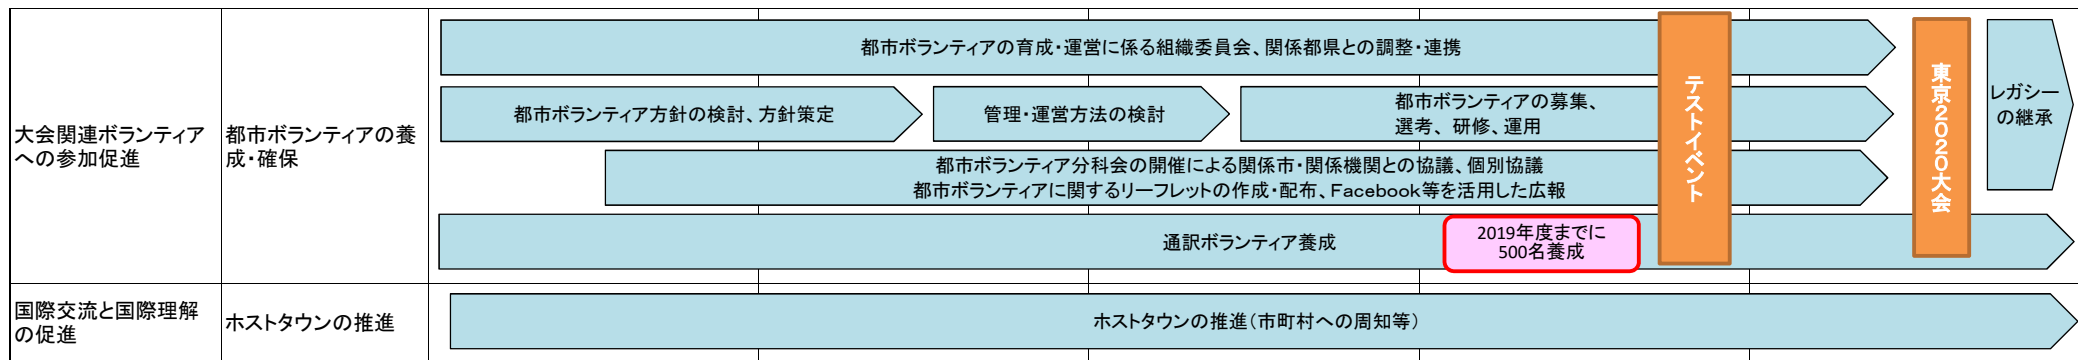 大会関連ボランティア
への参加促進
都市ボランティアの養
成・確保
都市ボランティアの育成・運営に係る組織委員会、関係都県との調整・連携
都市ボランティア方針の検討、方針策定
管理・運営方法の検討
都市ボランティアの募集、
選考、研修、運用
都市ボランティア分科会の開催による関係市・関係機関との協議、個別協議
都市ボランティアに関するリーフレットの作成・配布、Facebook等を活用した広報
通訳ボランティア養成
2019年度までに
500名養成
テストイベント
東京2020大会
レガシー
の継承
国際交流と国際理解
の促進
ホストタウンの推進
ホストタウンの推進(市町村への周知等)